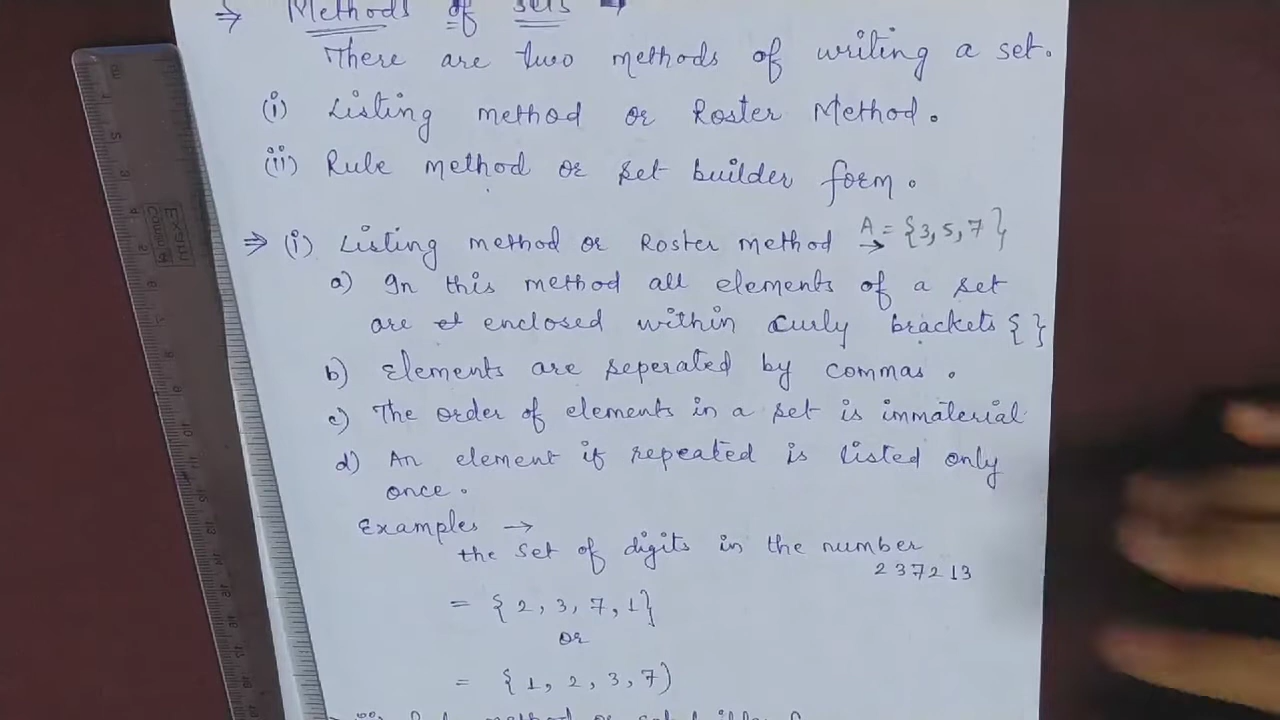 ⇒ Methods of sets →
There are two methods of writing a set.
(i) Listing method or Roster Method.
(ii) Rule method or set builder form.
⇒ (i) Listing method or Roster method A = {3, 5, 7}
a) In this method all elements of a set
are enclosed within curly brackets { }
b) Elements are seperated by commas.
c) The order of elements in a set is immaterial
d) An element if repeated is listed only
once.
Examples →
the set of digits in the number
237213
= {2, 3, 7, 1}
or
= {1, 2, 3, 7)